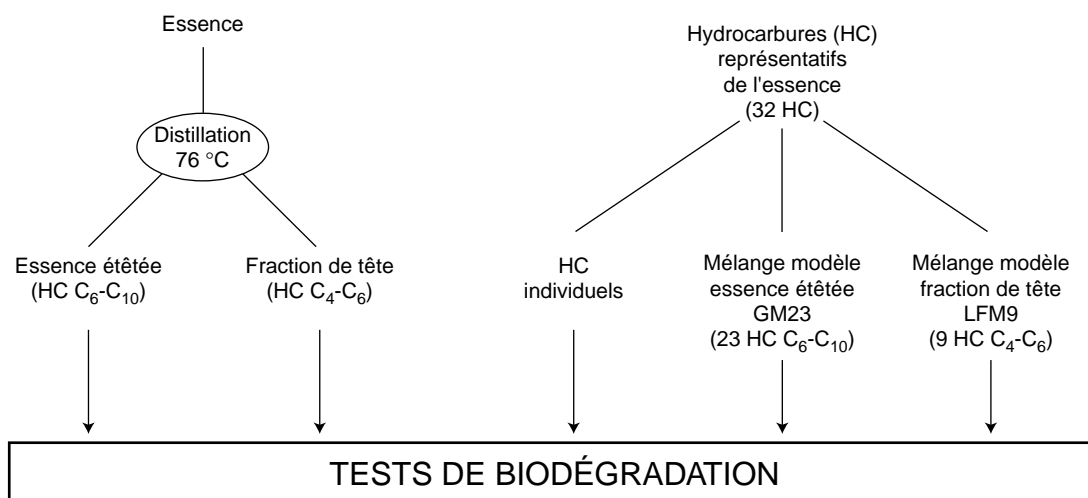 Essence
Distillation
76 °C
Essence étêtée
(HC C6-C10)
Fraction de tête
(HC C4-C6)
Hydrocarbures (HC)
représentatifs
de l'essence
(32 HC)
HC
individuels
Mélange modèle
essence étêtée
GM23
(23 HC C6-C10)
Mélange modèle
fraction de tête
LFM9
(9 HC C4-C6)
TESTS DE BIODÉGRADATION